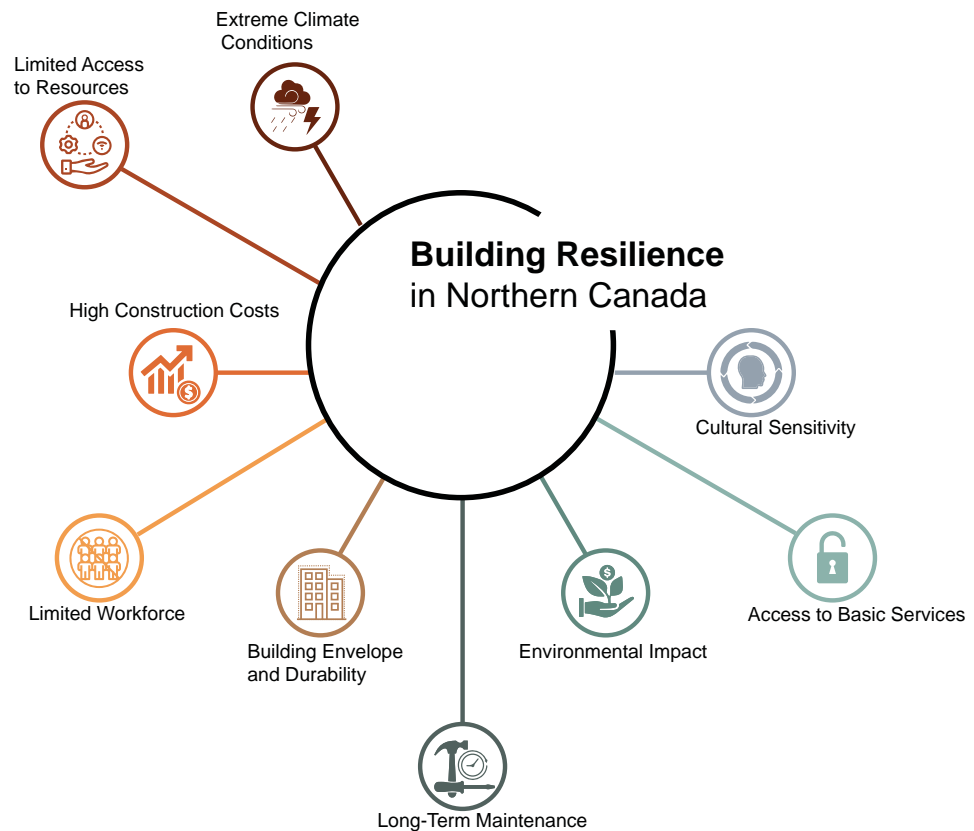 Extreme Climate
Conditions
Limited Access
to Resources
Building Resilience
in Northern Canada
High Construction Costs
$
Cultural Sensitivity
Limited Workforce
$
Access to Basic Services
Building Envelope
and Durability
Environmental Impact
Long-Term Maintenance